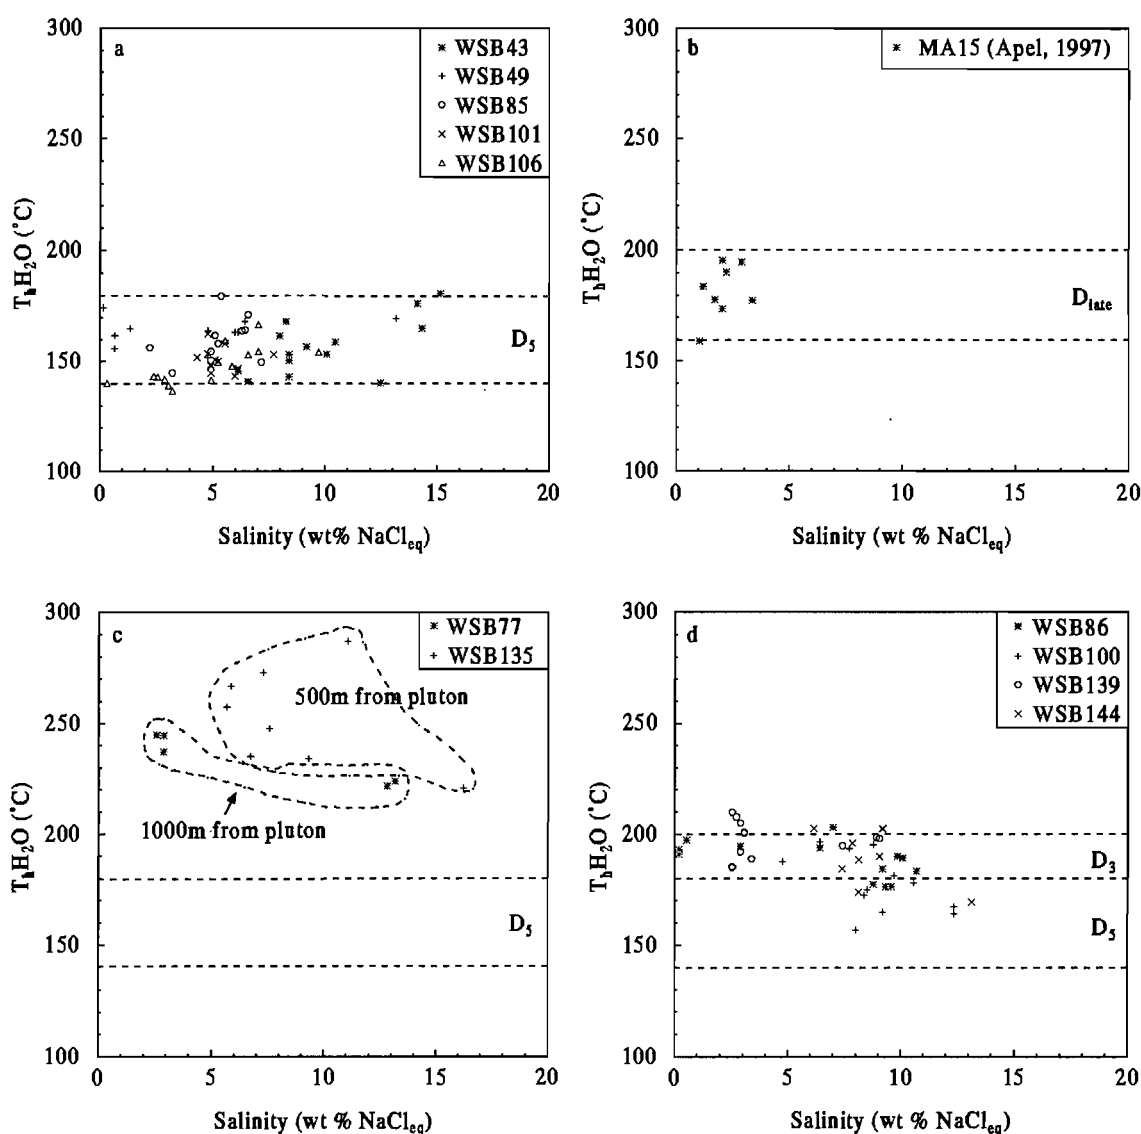 a
WSB43
WSB49
WSB85
WSB101
WSB106
300
250
200
150
100
ThH2O (°C)
D5
0 5 10 15 20
Salinity (wt% NaCleq)
b
MA15 (Apel, 1997)
300
250
200
150
100
ThH2O (°C)
Dlate
0 5 10 15 20
Salinity (wt % NaCleq)
c
WSB77
WSB135
300
250
200
150
100
ThH2O (°C)
500m from pluton
1000m from pluton
D5
0 5 10 15 20
Salinity (wt % NaCleq)
d
WSB86
WSB100
WSB139
WSB144
300
250
200
150
100
ThH2O (°C)
D3
D5
0 5 10 15 20
Salinity (wt % NaCleq)